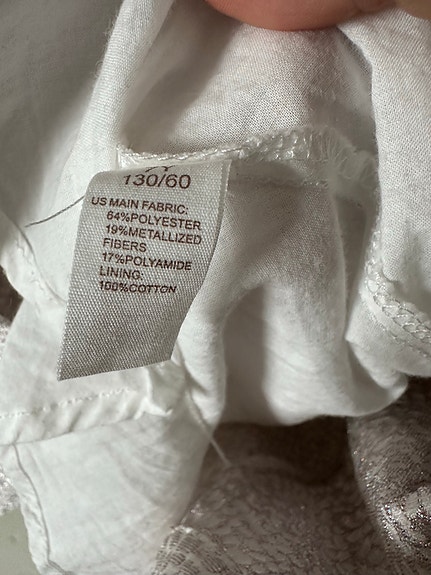 130/60
US MAIN FABRIC:
64%POLYESTER
19%METALLIZED
FIBERS
17%POLYAMIDE
LINING:
100%COTTON